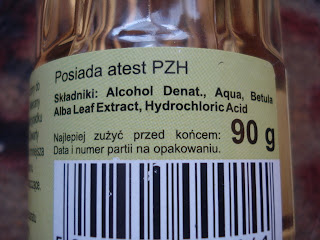 Posiada atest PZH
Składniki: Alcohol Denat., Aqua, Betula
Alba Leaf Extract, Hydrochloric Acid
Najlepiej zużyć przed końcem:
Data i numer partii na opakowaniu.
90 g